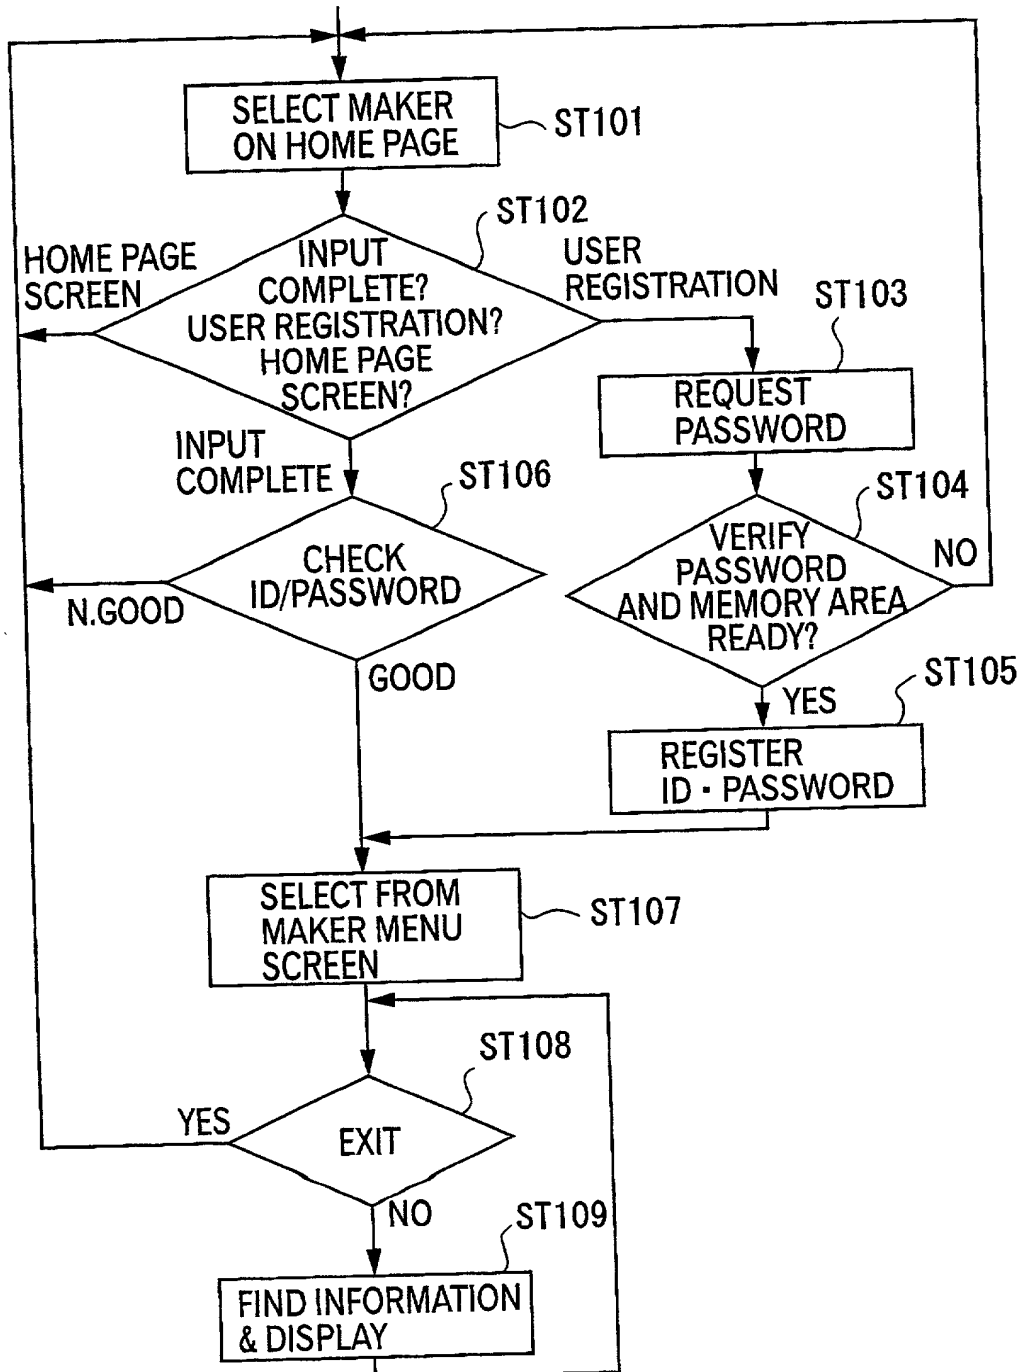 SELECT MAKER
ON HOME PAGE
ST101
ST102
HOME PAGE
SCREEN
INPUT
COMPLETE?
USER REGISTRATION?
HOME PAGE
SCREEN?
USER
REGISTRATION
ST103
REQUEST
PASSWORD
INPUT
COMPLETE
ST106
CHECK
ID/PASSWORD
N.GOOD
GOOD
ST104
VERIFY
PASSWORD
AND MEMORY AREA
READY?
NO
YES
ST105
REGISTER
ID・PASSWORD
SELECT FROM
MAKER MENU
SCREEN
ST107
ST108
YES
EXIT
NO
ST109
FIND INFORMATION
& DISPLAY